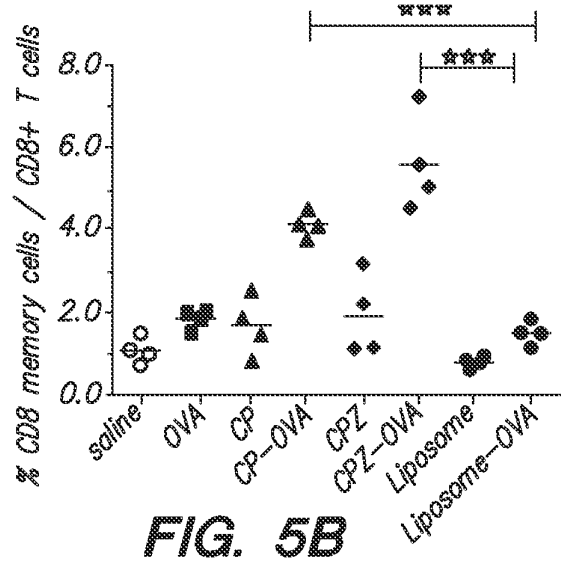 ***
***
% CD8 memory cells / CD8+ T cells
8.0
6.0
4.0
2.0
0.0
saline
OVA
CP
CP-OVA
CPZ
CPZ-OVA
Liposome
Liposome-OVA
FIG. 5B